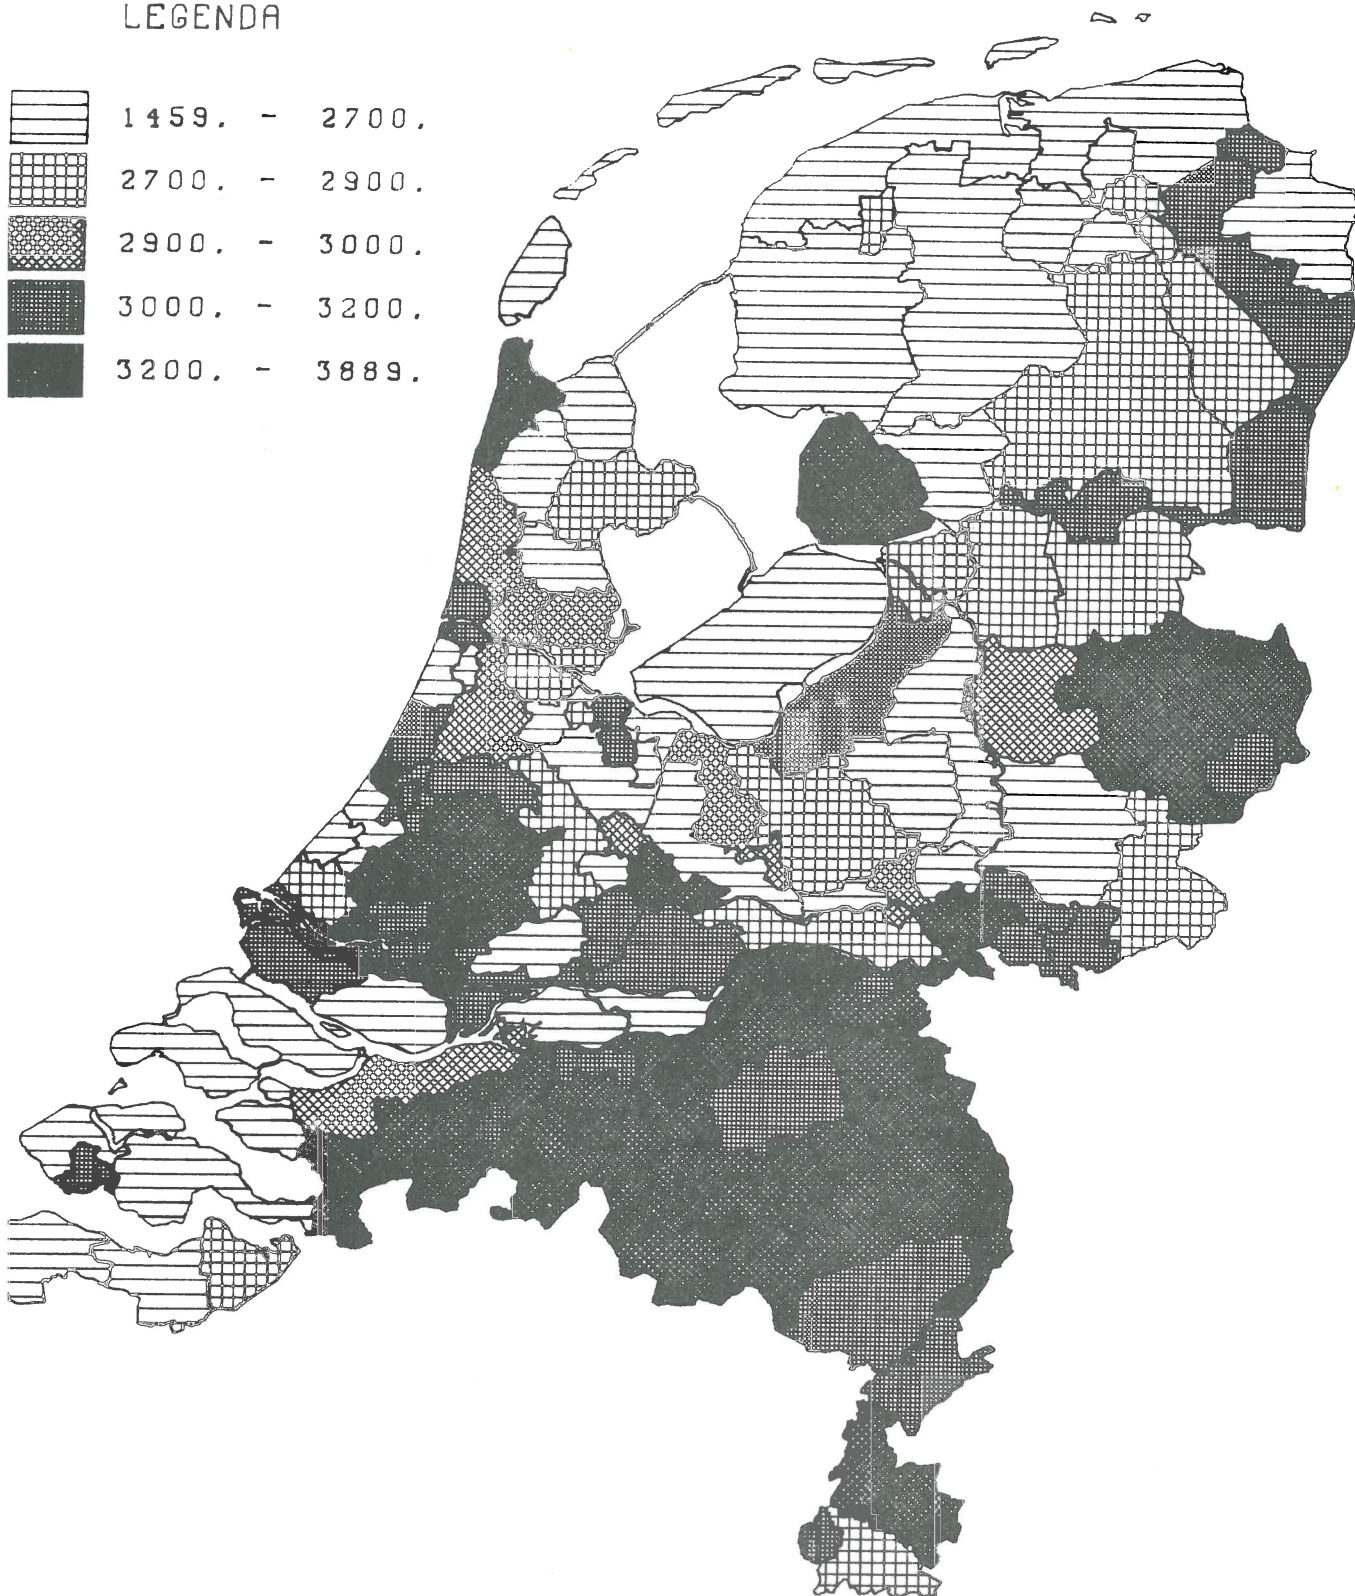 LEGENDA
1459. - 2700.
2700. - 2900.
2900. - 3000.
3000. - 3200.
3200. - 3889.